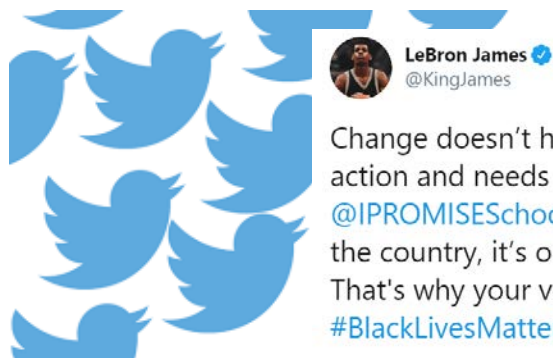 LeBron James
@KingJames
Change doesn't h
action and needs
@IPROMISESchoo
the country, it's o
That's why your v
#BlackLivesMatte